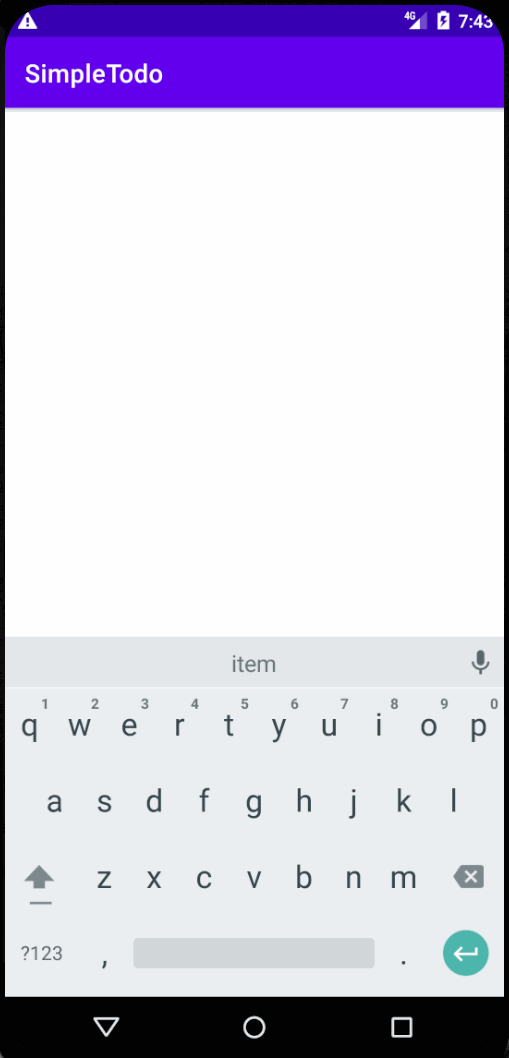 4G 7:43
SimpleTodo
item
1 2 3 4 5 6 7 8 9 0
q w e r t y u i o p
a s d f g h j k l
z x c v b n m
?123 , .